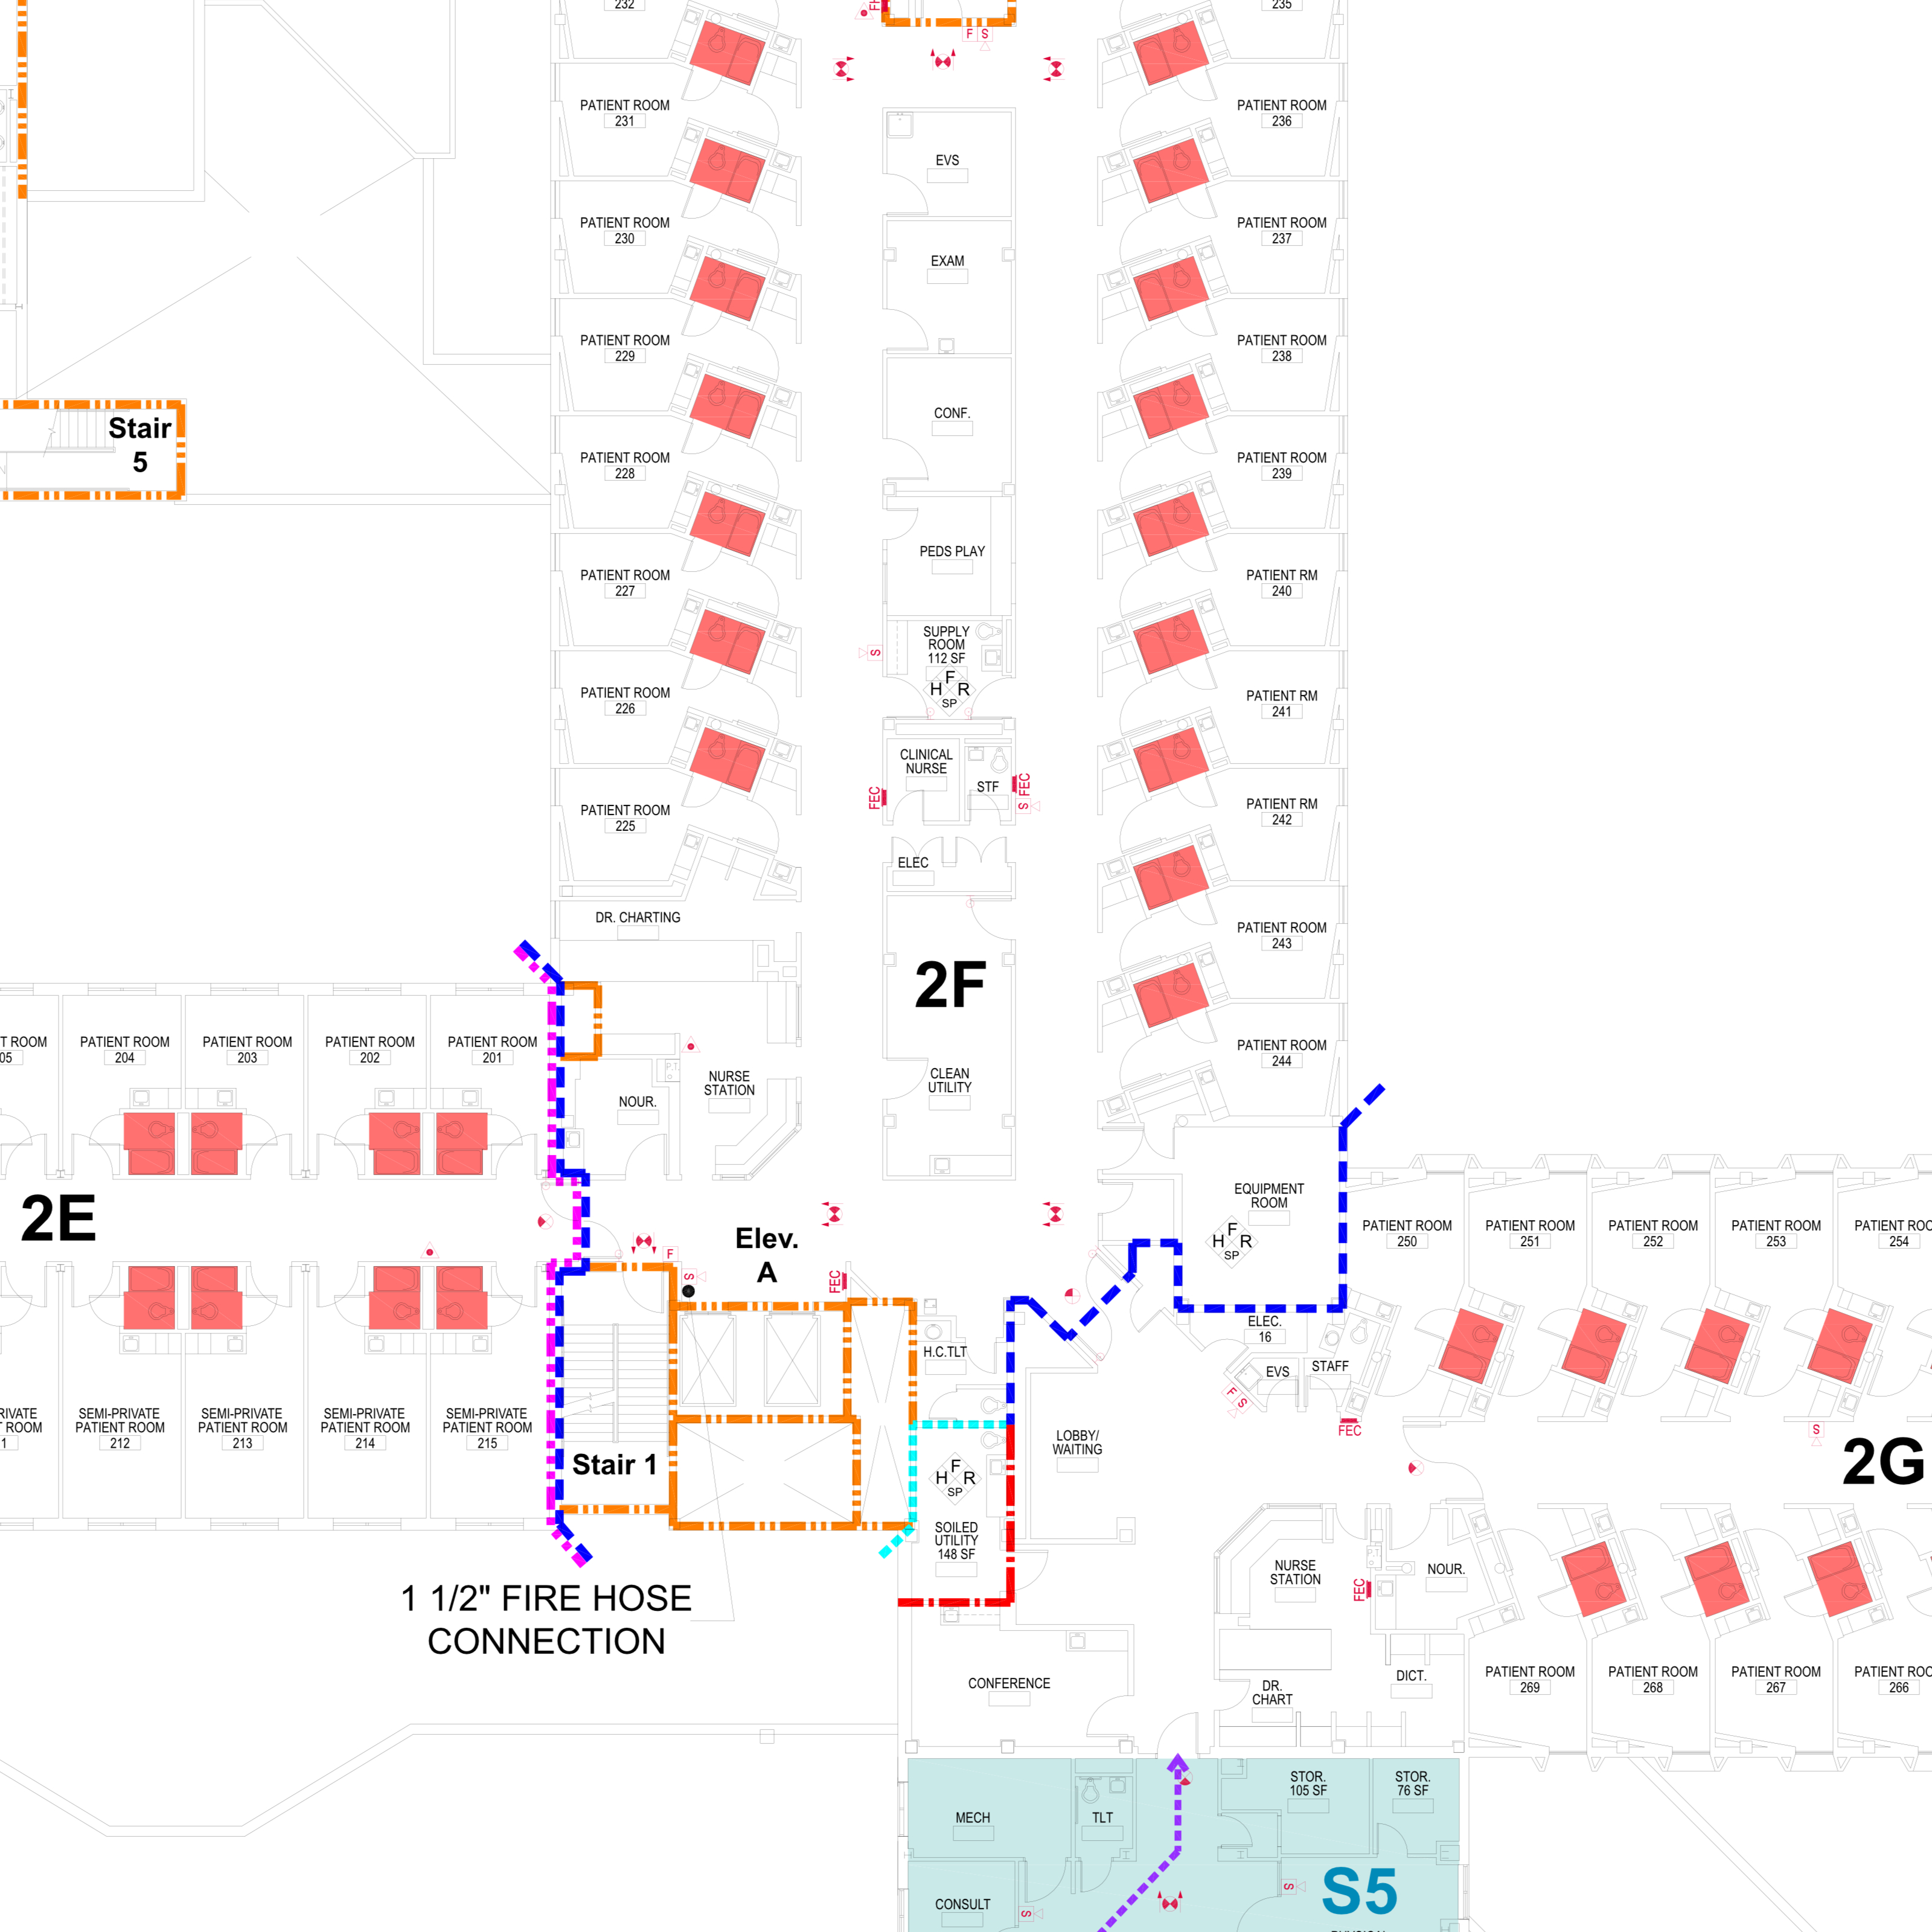 232
235
FH
F S
PATIENT ROOM
231
EVS
PATIENT ROOM
236
PATIENT ROOM
230
EXAM
PATIENT ROOM
237
PATIENT ROOM
229
PATIENT ROOM
238
Stair
5
CONF.
PATIENT ROOM
228
PATIENT ROOM
239
PATIENT ROOM
227
PEDS PLAY
PATIENT RM
240
S
SUPPLY
ROOM
112 SF
F
H R
SP
PATIENT ROOM
226
PATIENT RM
241
CLINICAL
NURSE
STF
FEC
FEC
S
PATIENT ROOM
225
PATIENT RM
242
ELEC
DR. CHARTING
PATIENT ROOM
243
2F
T ROOM
05
PATIENT ROOM
204
PATIENT ROOM
203
PATIENT ROOM
202
PATIENT ROOM
201
P.T.
NURSE
STATION
NOUR.
CLEAN
UTILITY
PATIENT ROOM
244
2E
EQUIPMENT
ROOM
F
H R
SP
PATIENT ROOM
250
PATIENT ROOM
251
PATIENT ROOM
252
PATIENT ROOM
253
PATIENT ROO
254
Elev.
A
F
S
FEC
ELEC.
16
H.C.TLT
EVS
STAFF
F S
FEC
S
RIVATE
T ROOM
1
SEMI-PRIVATE
PATIENT ROOM
212
SEMI-PRIVATE
PATIENT ROOM
213
SEMI-PRIVATE
PATIENT ROOM
214
SEMI-PRIVATE
PATIENT ROOM
215
Stair 1
LOBBY/
WAITING
2G
F
H R
SP
SOILED
UTILITY
148 SF
NURSE
STATION
P.T.
FEC
NOUR.
1 1/2" FIRE HOSE
CONNECTION
CONFERENCE
DR.
CHART
DICT.
PATIENT ROOM
269
PATIENT ROOM
268
PATIENT ROOM
267
PATIENT ROO
266
MECH
TLT
STOR.
105 SF
STOR.
76 SF
S5
CONSULT
S
S